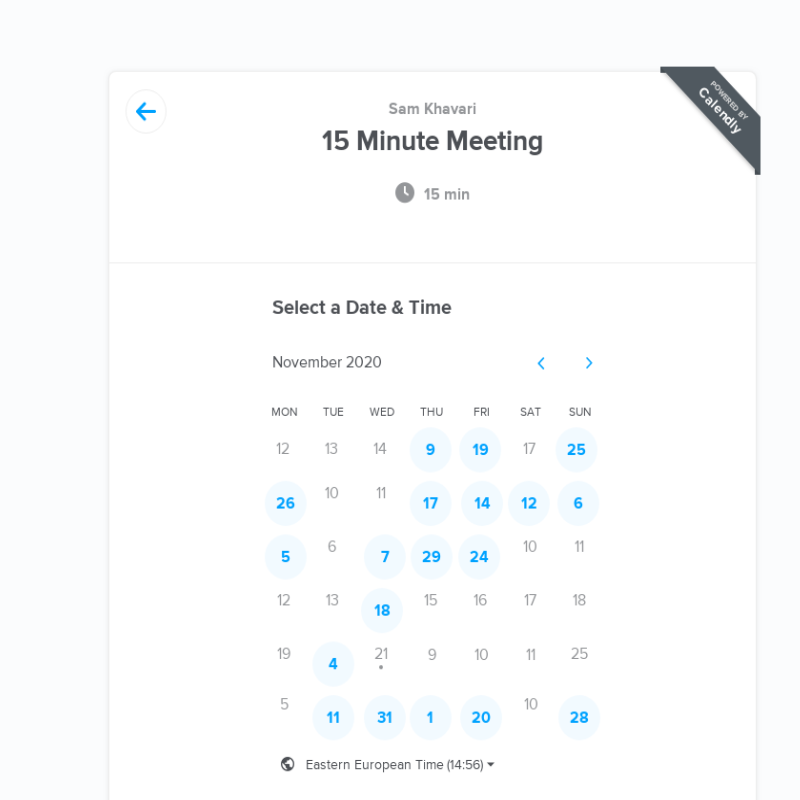 POWERED BY
Calendly
Sam Khavari
15 Minute Meeting
15 min
Select a Date & Time
November 2020
MON TUE WED THU FRI SAT SUN
12 13 14 9 19 17 25
26 10 11 17 14 12 6
5 6 7 29 24 10 11
12 13 18 15 16 17 18
19 4 21 9 10 11 25
5 11 31 1 20 10 28
Eastern European Time (14:56)